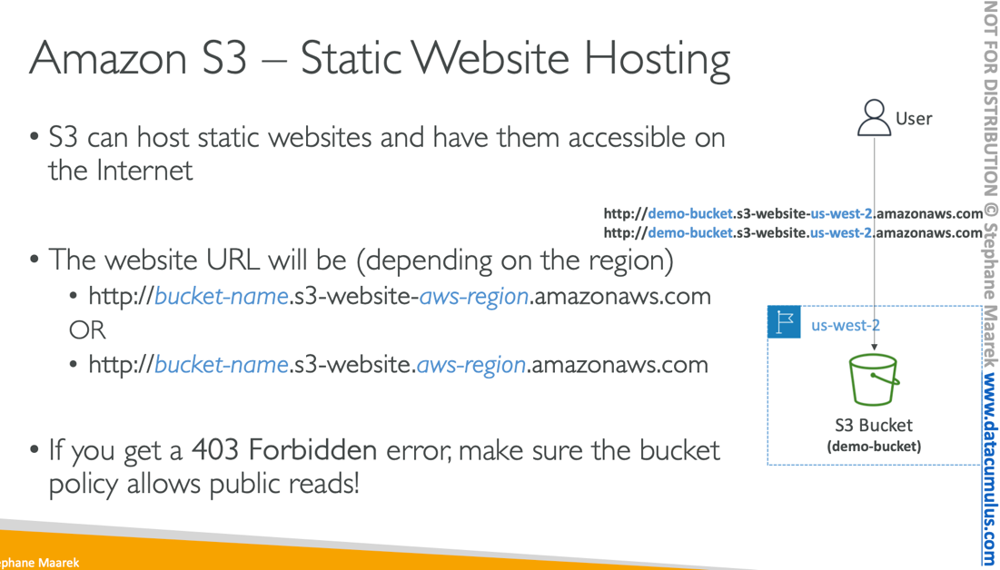 Amazon S3 – Static Website Hosting
• S3 can host static websites and have them accessible on
the Internet
• The website URL will be (depending on the region)
• http://bucket-name.s3-website-aws-region.amazonaws.com
OR
• http://bucket-name.s3-website.aws-region.amazonaws.com
• If you get a 403 Forbidden error, make sure the bucket
policy allows public reads!
User
http://demo-bucket.s3-website-us-west-2.amazonaws.com
http://demo-bucket.s3-website.us-west-2.amazonaws.com
us-west-2
S3 Bucket
(demo-bucket)
NOT FOR DISTRIBUTION © Stephane Maarek www.datacumulus.com
ephane Maarek